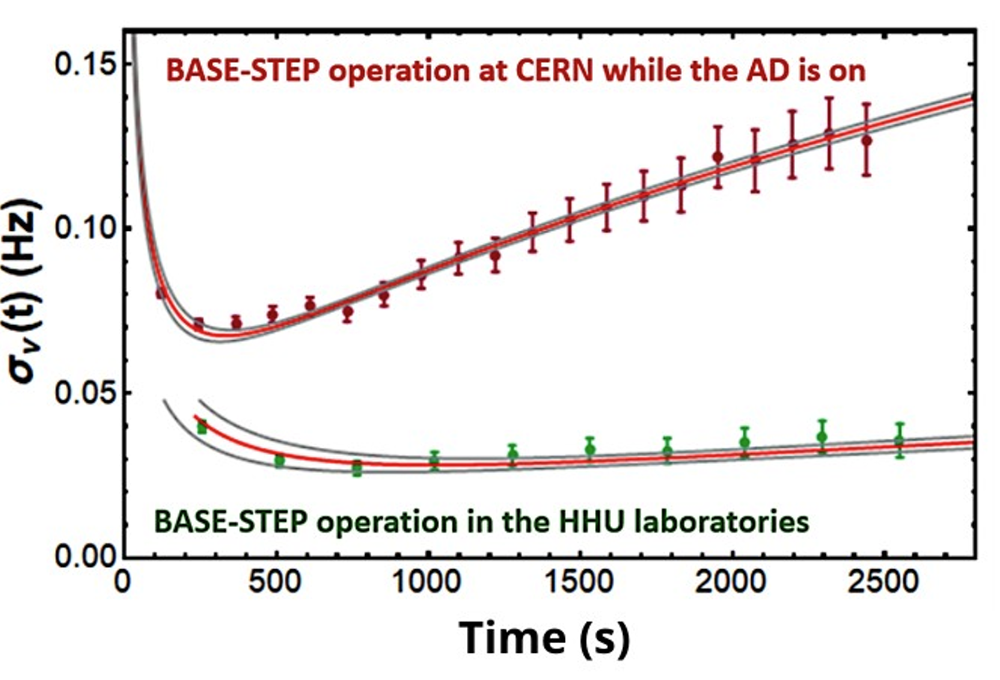 0.15
BASE-STEP operation at CERN while the AD is on
0.10
σν(t) (Hz)
0.05
BASE-STEP operation in the HHU laboratories
0.00
0 500 1000 1500 2000 2500
Time (s)